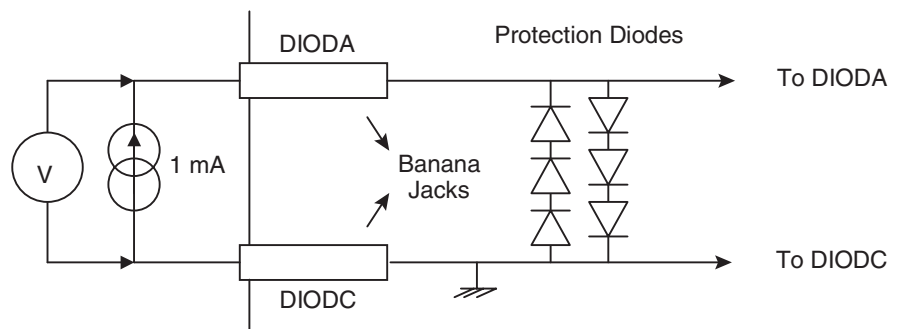 DIODA
Protection Diodes
To DIODA
V
1 mA
Banana
Jacks
DIODC
To DIODC